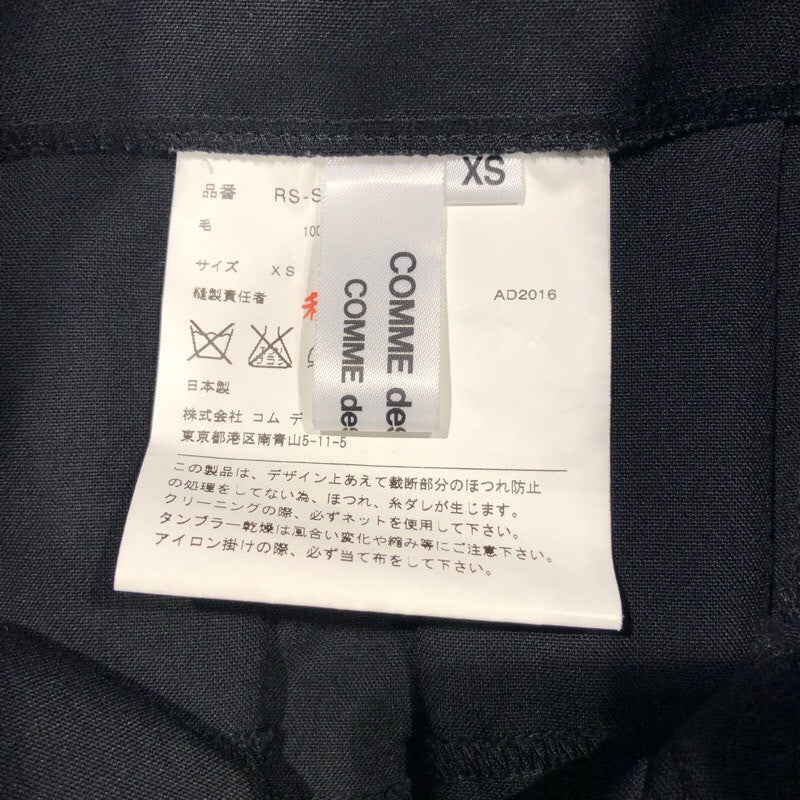 品番 RS-S
XS
毛 100
サイズ XS
縫製責任者
AD2016
COMME des
COMME des
日本製
株式会社 コム デ
東京都港区南青山5-11-5
この製品は、デザイン上あえて裁断部分のほつれ防止
の処理をしてない為、ほつれ、糸ダレが生じます。
クリーニングの際、必ずネットを使用して下さい。
タンブラー乾燥は風合い変化や縮み等にご注意下さい。
アイロン掛けの際、必ず当て布をして下さい。